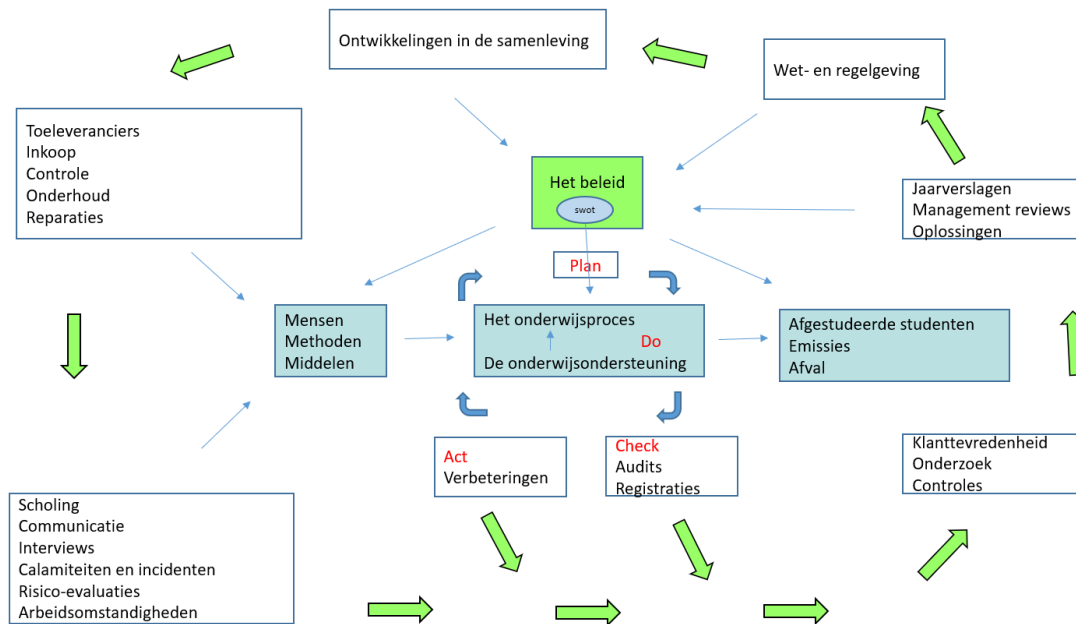 Ontwikkelingen in de samenleving
Wet- en regelgeving
Toeleveranciers
Inkoop
Controle
Onderhoud
Reparaties
Het beleid
swot
Jaarverslagen
Management reviews
Oplossingen
Plan
Mensen
Methoden
Middelen
Het onderwijsproces
Do
De onderwijsondersteuning
Afgestudeerde studenten
Emissies
Afval
Act
Verbeteringen
Check
Audits
Registraties
Klanttevredenheid
Onderzoek
Controles
Scholing
Communicatie
Interviews
Calamiteiten en incidenten
Risico-evaluaties
Arbeidsomstandigheden